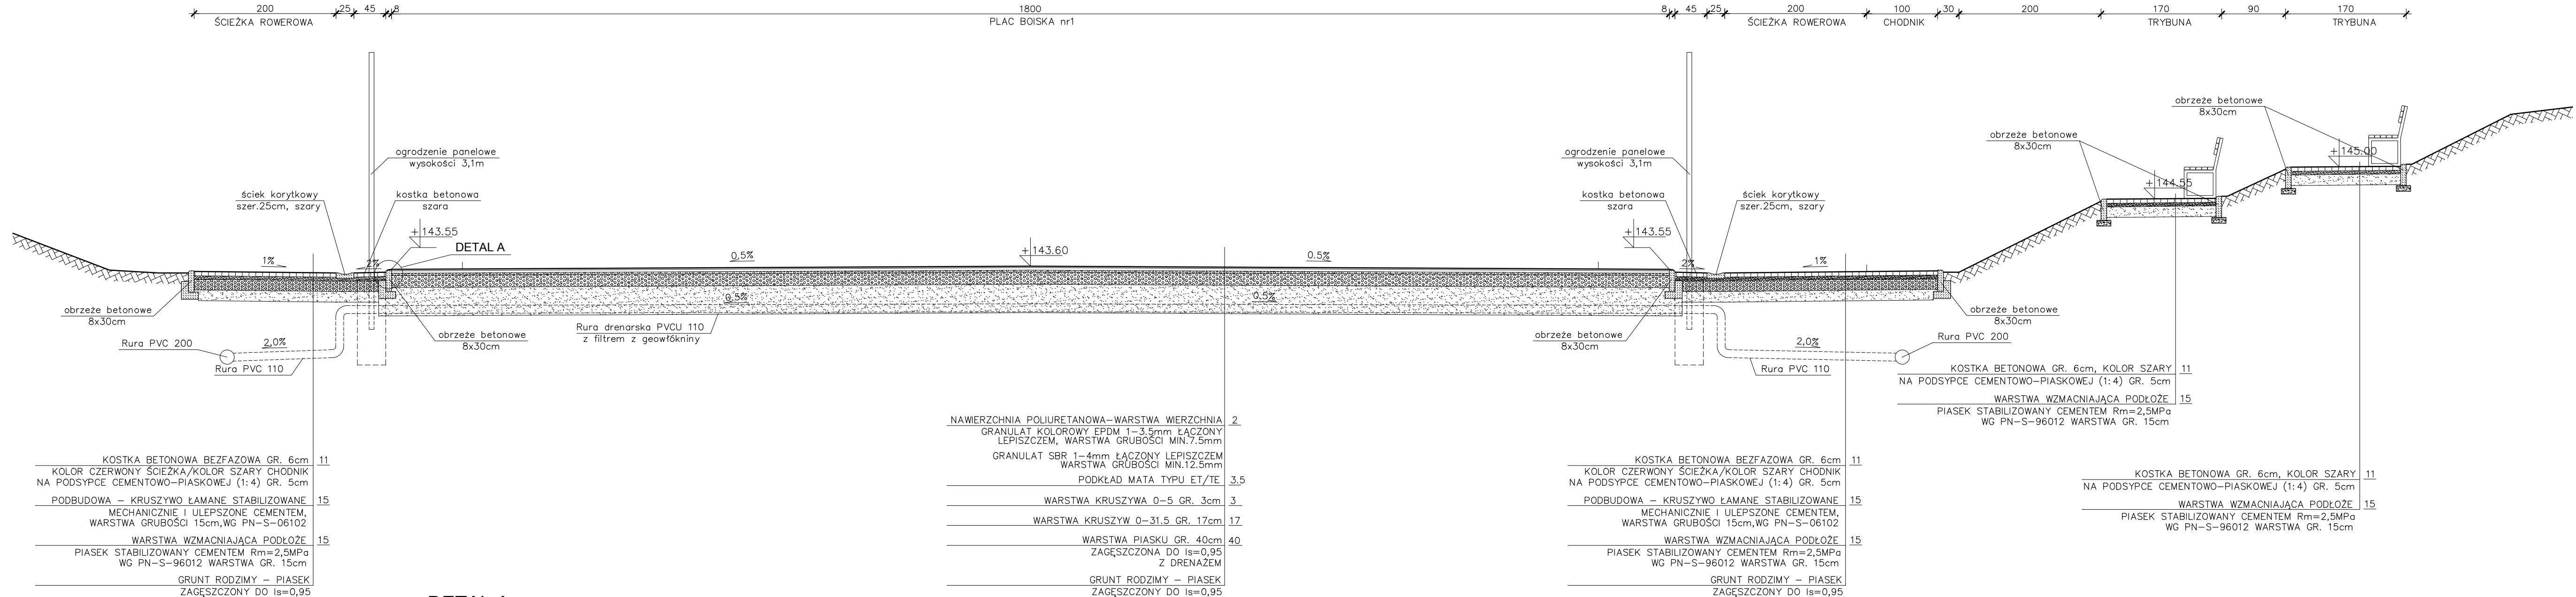 200 25 45 8 1800 8 45 25 200 100 30 200 170 90 170
ŚCIEŻKA ROWEROWA PLAC BOISKA nr1 ŚCIEŻKA ROWEROWA CHODNIK TRYBUNA TRYBUNA
ogrodzenie panelowe
wysokości 3,1m
ściek korytkowy
szer.25cm, szary
kostka betonowa
szara
+143.55
DETAL A
1%
2%
0,5%
+143.60
0.5%
0,5%
0,5%
obrzeże betonowe
8x30cm
Rura PVC 200
2,0%
Rura PVC 110
obrzeże betonowe
8x30cm
Rura drenarska PVCU 110
z filtrem z geowłókniny
ogrodzenie panelowe
wysokości 3,1m
kostka betonowa
szara
ściek korytkowy
szer.25cm, szary
+143.55
2%
1%
obrzeże betonowe
8x30cm
obrzeże betonowe
8x30cm
2,0%
Rura PVC 200
Rura PVC 110
obrzeże betonowe
8x30cm
obrzeże betonowe
8x30cm
+144.55
+145.00
KOSTKA BETONOWA BEZFAZOWA GR. 6cm 11
KOLOR CZERWONY ŚCIEŻKA/KOLOR SZARY CHODNIK
NA PODSYPCE CEMENTOWO-PIASKOWEJ (1:4) GR. 5cm
PODBUDOWA - KRUSZYWO ŁAMANE STABILIZOWANE 15
MECHANICZNIE I ULEPSZONE CEMENTEM,
WARSTWA GRUBOŚCI 15cm,WG PN-S-06102
WARSTWA WZMACNIAJĄCA PODŁOŻE 15
PIASEK STABILIZOWANY CEMENTEM Rm=2,5MPa
WG PN-S-96012 WARSTWA GR. 15cm
GRUNT RODZIMY - PIASEK
ZAGĘSZCZONY DO Is=0,95
NAWIERZCHNIA POLIURETANOWA-WARSTWA WIERZCHNIA 2
GRANULAT KOLOROWY EPDM 1-3.5mm ŁĄCZONY
LEPISZCZEM, WARSTWA GRUBOŚCI MIN.7.5mm
GRANULAT SBR 1-4mm ŁĄCZONY LEPISZCZEM
WARSTWA GRUBOŚCI MIN.12.5mm
PODKŁAD MATA TYPU ET/TE 3.5
WARSTWA KRUSZYWA 0-5 GR. 3cm 3
WARSTWA KRUSZYW 0-31.5 GR. 17cm 17
WARSTWA PIASKU GR. 40cm 40
ZAGĘSZCZONA DO Is=0,95
Z DRENAŻEM
GRUNT RODZIMY - PIASEK
ZAGĘSZCZONY DO Is=0,95
KOSTKA BETONOWA BEZFAZOWA GR. 6cm 11
KOLOR CZERWONY ŚCIEŻKA/KOLOR SZARY CHODNIK
NA PODSYPCE CEMENTOWO-PIASKOWEJ (1:4) GR. 5cm
PODBUDOWA - KRUSZYWO ŁAMANE STABILIZOWANE 15
MECHANICZNIE I ULEPSZONE CEMENTEM,
WARSTWA GRUBOŚCI 15cm,WG PN-S-06102
WARSTWA WZMACNIAJĄCA PODŁOŻE 15
PIASEK STABILIZOWANY CEMENTEM Rm=2,5MPa
WG PN-S-96012 WARSTWA GR. 15cm
GRUNT RODZIMY - PIASEK
ZAGĘSZCZONY DO Is=0,95
KOSTKA BETONOWA GR. 6cm, KOLOR SZARY 11
NA PODSYPCE CEMENTOWO-PIASKOWEJ (1:4) GR. 5cm
WARSTWA WZMACNIAJĄCA PODŁOŻE 15
PIASEK STABILIZOWANY CEMENTEM Rm=2,5MPa
WG PN-S-96012 WARSTWA GR. 15cm
KOSTKA BETONOWA GR. 6cm, KOLOR SZARY 11
NA PODSYPCE CEMENTOWO-PIASKOWEJ (1:4) GR. 5cm
WARSTWA WZMACNIAJĄCA PODŁOŻE 15
PIASEK STABILIZOWANY CEMENTEM Rm=2,5MPa
WG PN-S-96012 WARSTWA GR. 15cm